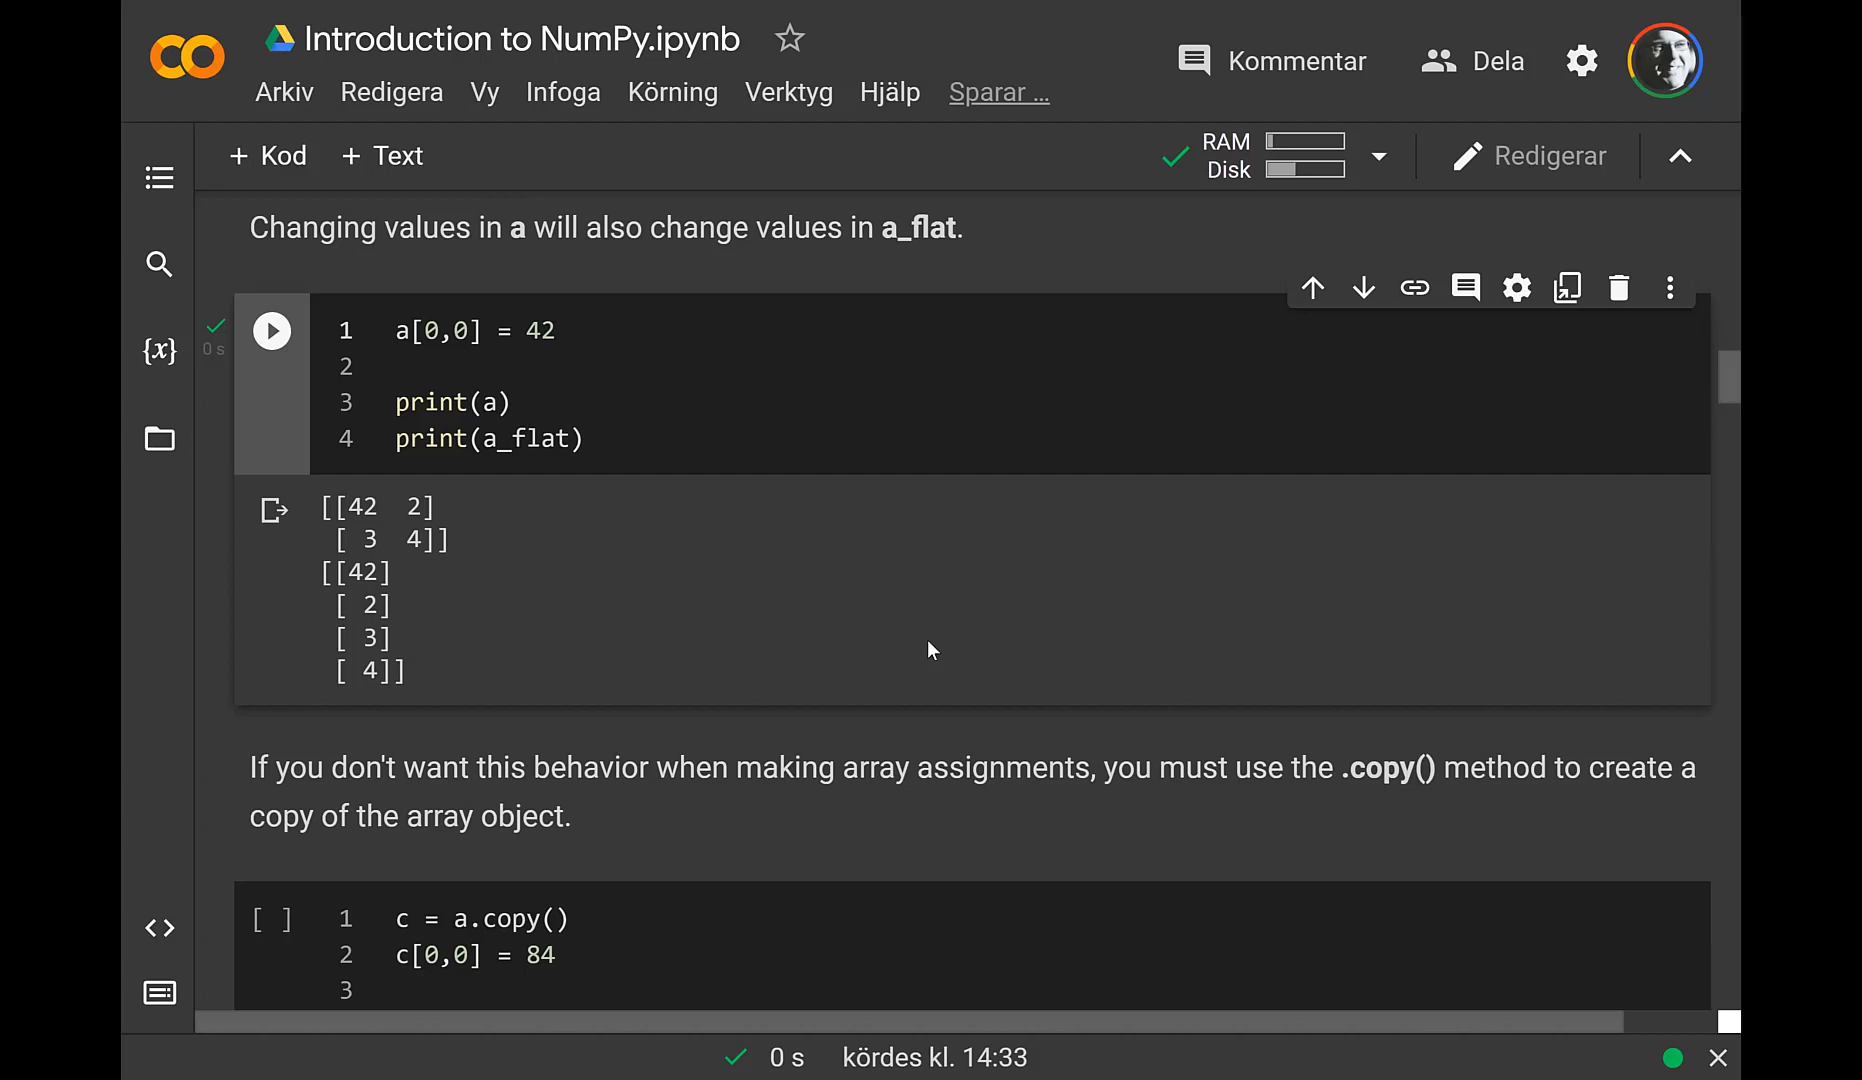 Introduction to NumPy.ipynb
Kommentar
Dela
Arkiv Redigera Vy Infoga Körning Verktyg Hjälp Sparar ...
+ Kod + Text
RAM
Disk
Redigerar
Changing values in a will also change values in a_flat.
{x}
0 s
1 a[0,0] = 42
2
3 print(a)
4 print(a_flat)
[[42  2]
 [ 3  4]]
[[42]
 [ 2]
 [ 3]
 [ 4]]
If you don't want this behavior when making array assignments, you must use the .copy() method to create a
copy of the array object.
[ ] 1 c = a.copy()
2 c[0,0] = 84
3
0 s kördes kl. 14:33